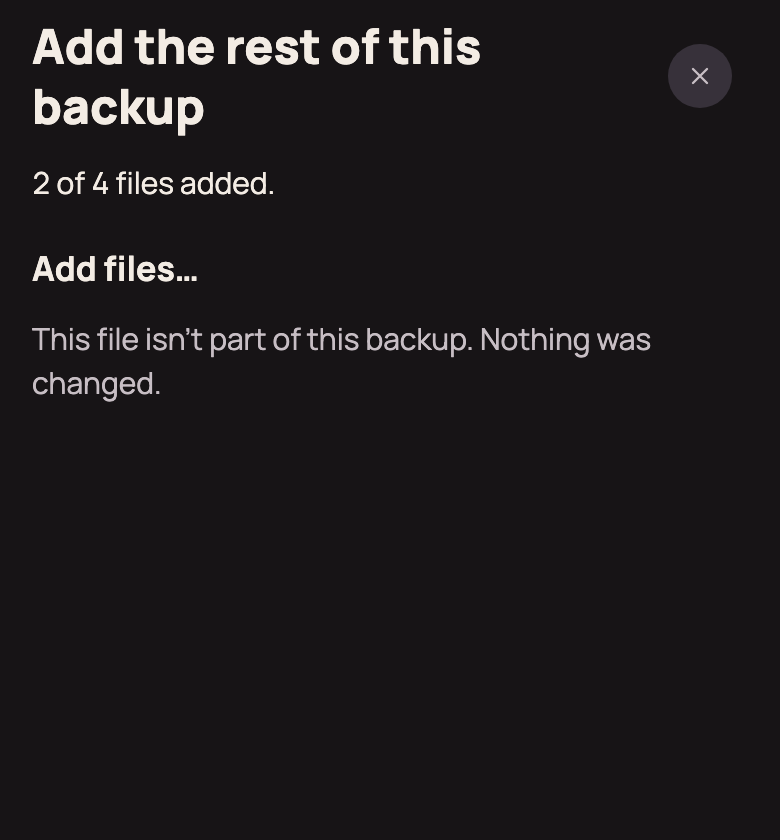 Add the rest of this
backup
2 of 4 files added.
Add files…
This file isn’t part of this backup. Nothing was
changed.